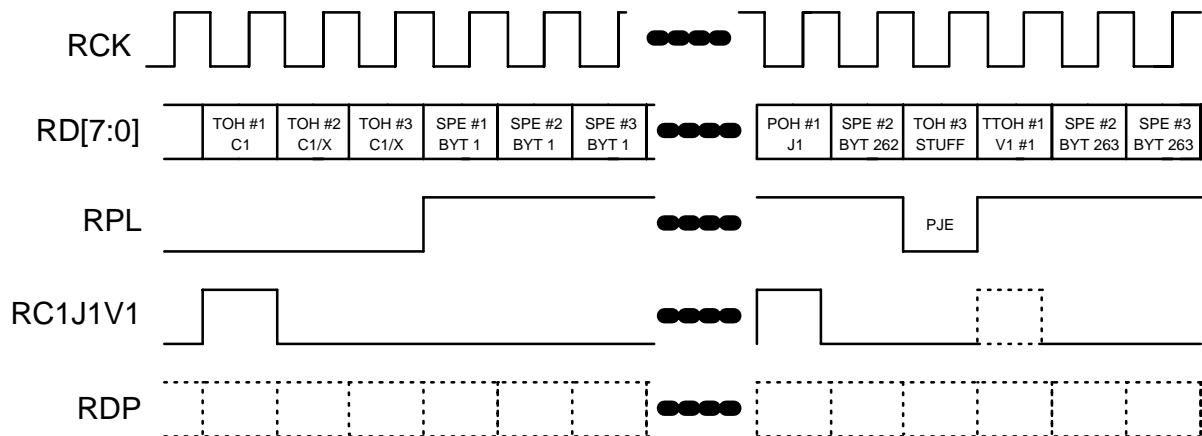 RCK
RD[7:0]
TOH #1
C1
TOH #2
C1/X
TOH #3
C1/X
SPE #1
BYT 1
SPE #2
BYT 1
SPE #3
BYT 1
POH #1
J1
SPE #2
BYT 262
TOH #3
STUFF
TTOH #1
V1 #1
SPE #2
BYT 263
SPE #3
BYT 263
RPL
PJE
RC1J1V1
RDP